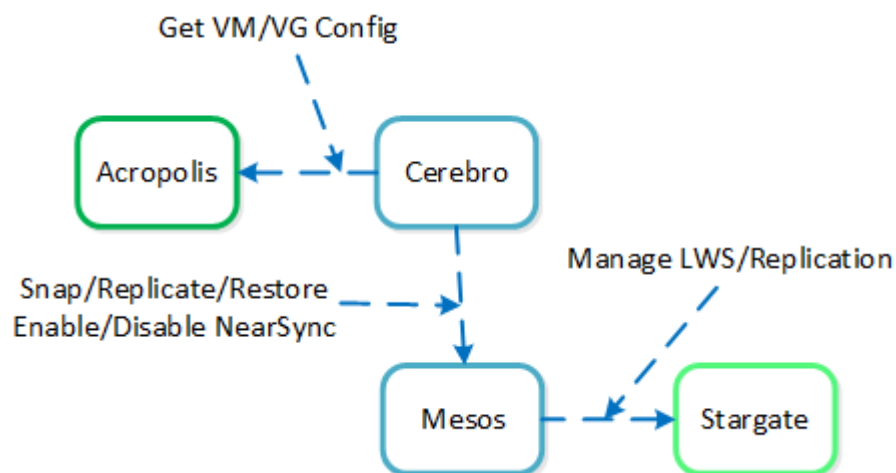 Get VM/VG Config
Acropolis
Cerebro
Manage LWS/Replication
Snap/Replicate/Restore
Enable/Disable NearSync
Mesos
Stargate